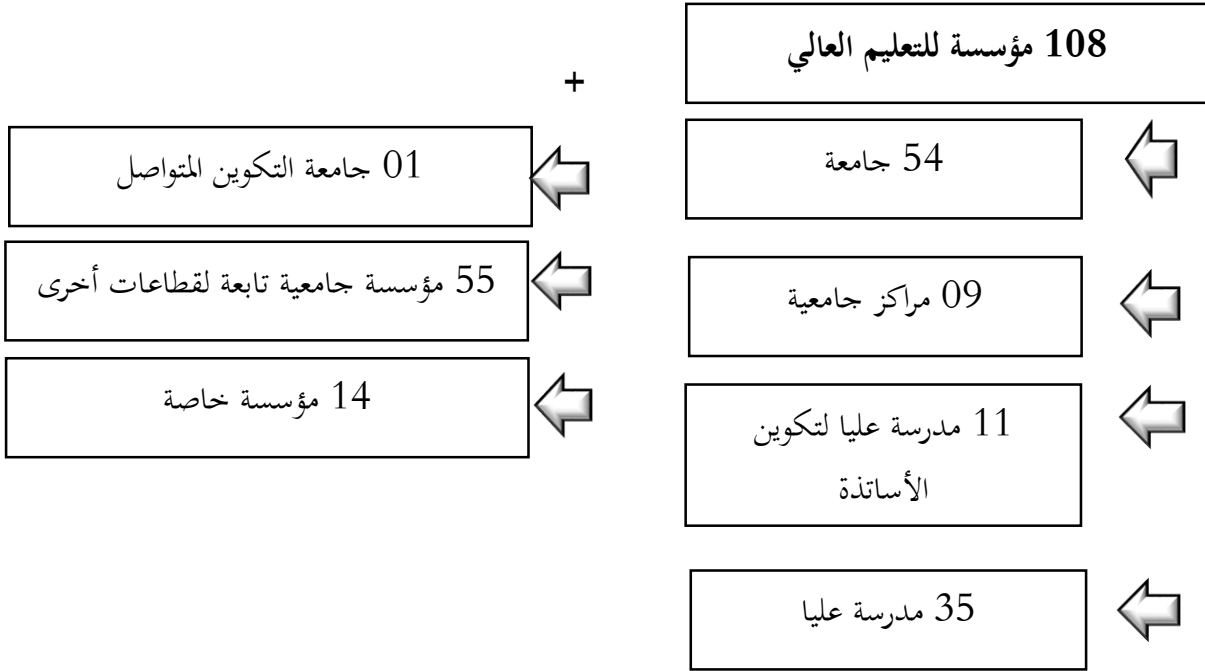 108 مؤسسة للتعليم العالي
54 جامعة
09 مراكز جامعية
11 مدرسة عليا لتكوين
الأساتذة
35 مدرسة عليا
+
01 جامعة التكوين المتواصل
55 مؤسسة جامعية تابعة لقطاعات أخرى
14 مؤسسة خاصة